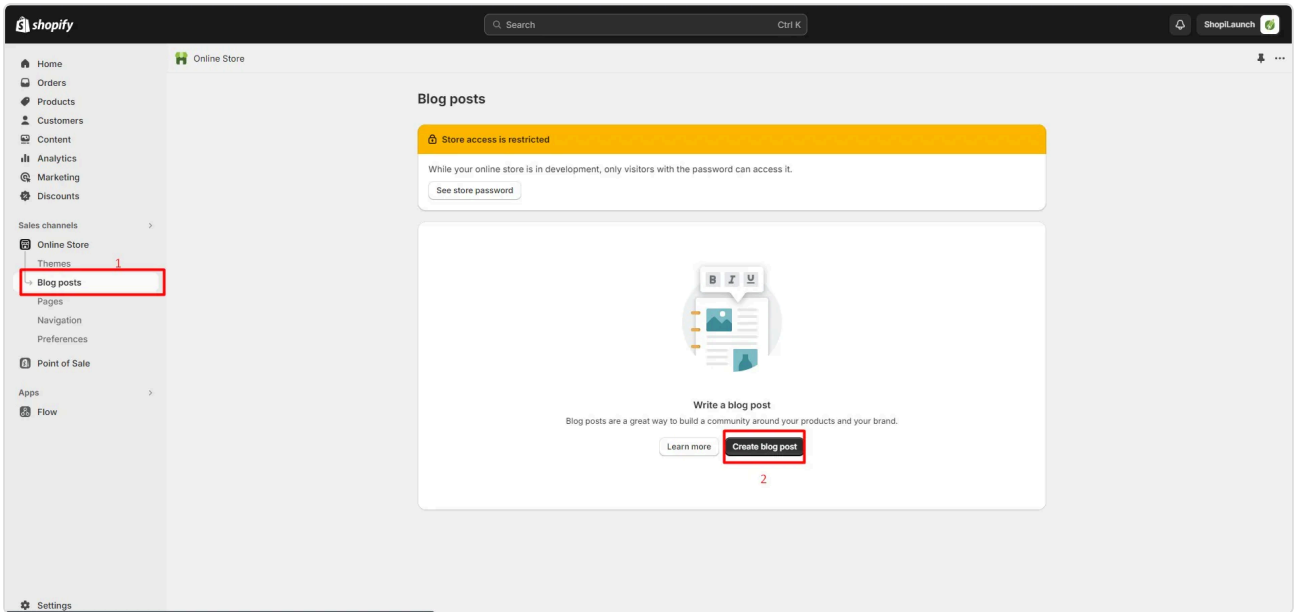 shopify
Search
Ctrl K
ShopiLaunch
Home
Orders
Products
Customers
Content
Analytics
Marketing
Discounts
Sales channels
Online Store
Themes
1
Blog posts
Pages
Navigation
Preferences
Point of Sale
Apps
Flow
Settings
Online Store
Blog posts
Store access is restricted
While your online store is in development, only visitors with the password can access it.
See store password
B I U
Write a blog post
Blog posts are a great way to build a community around your products and your brand.
Learn more
Create blog post
2